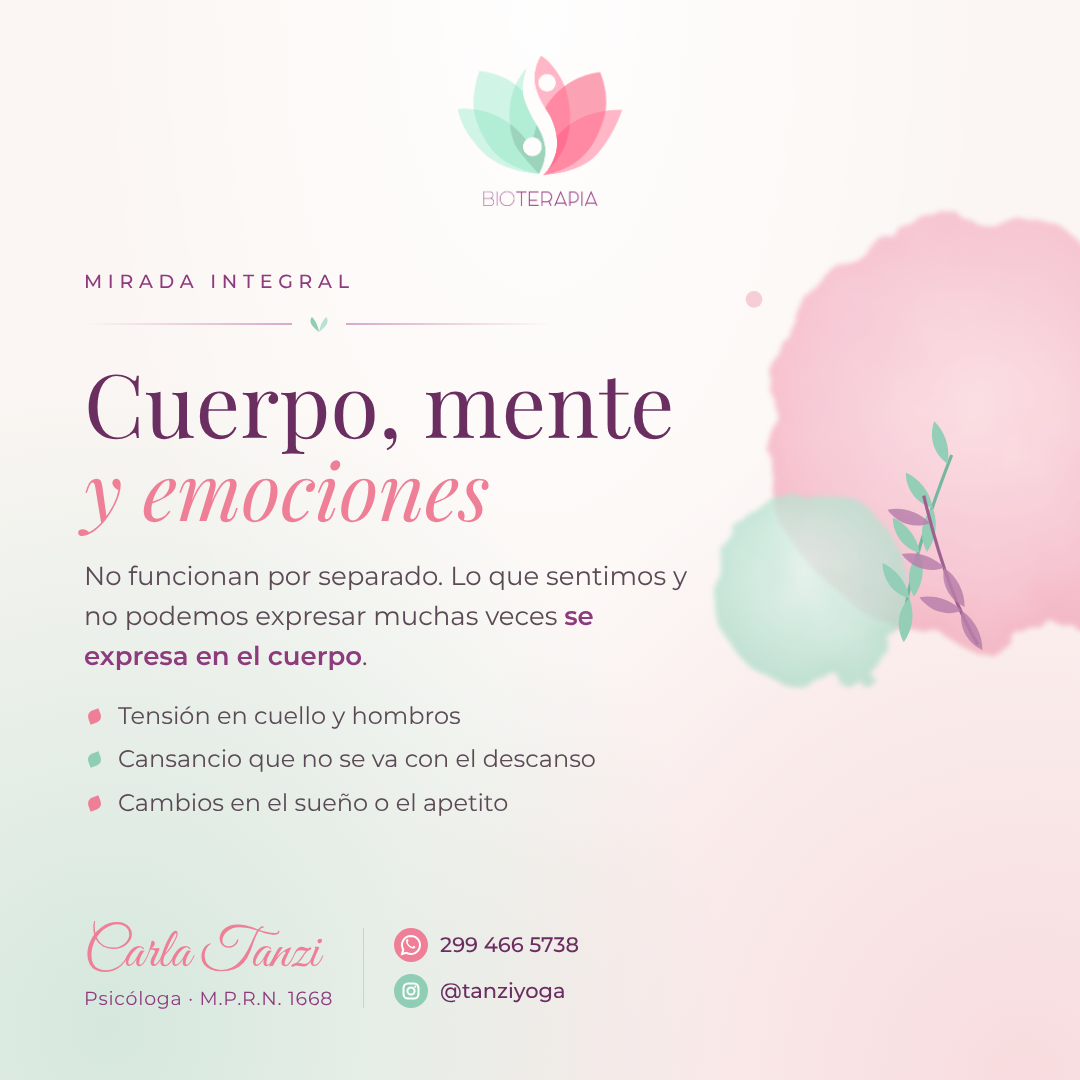 BIOTERAPIA
MIRADA INTEGRAL
Cuerpo, mente
y emociones
No funcionan por separado. Lo que sentimos y
no podemos expresar muchas veces se
expresa en el cuerpo.
Tensión en cuello y hombros
Cansancio que no se va con el descanso
Cambios en el sueño o el apetito
Carla Tanzi
Psicóloga · M.P.R.N. 1668
299 466 5738
@tanziyoga